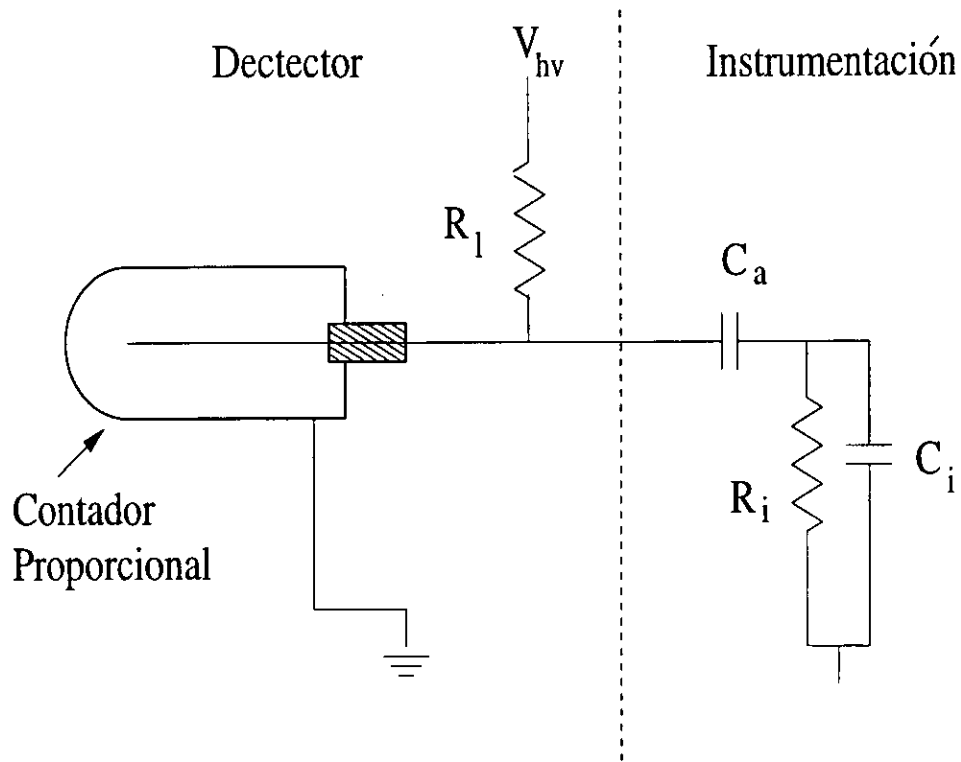 Dectector
V_hv
Instrumentación
R_l
C_a
R_i
C_i
Contador
Proporcional